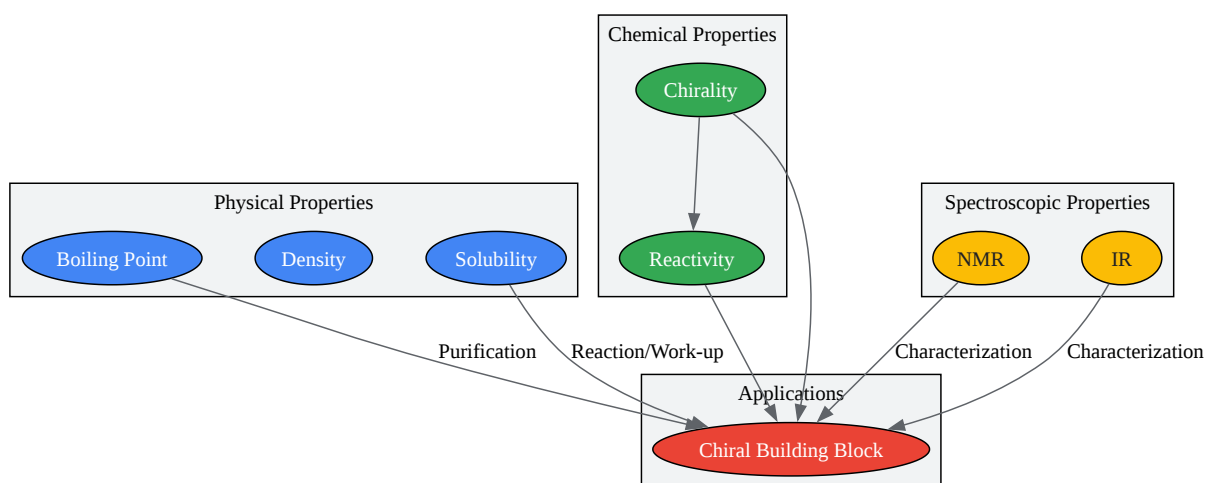 Chemical Properties
Chirality
Physical Properties
Spectroscopic Properties
Boiling Point
Density
Solubility
Reactivity
NMR
IR
Purification
Reaction/Work-up
Characterization
Characterization
Applications
Chiral Building Block